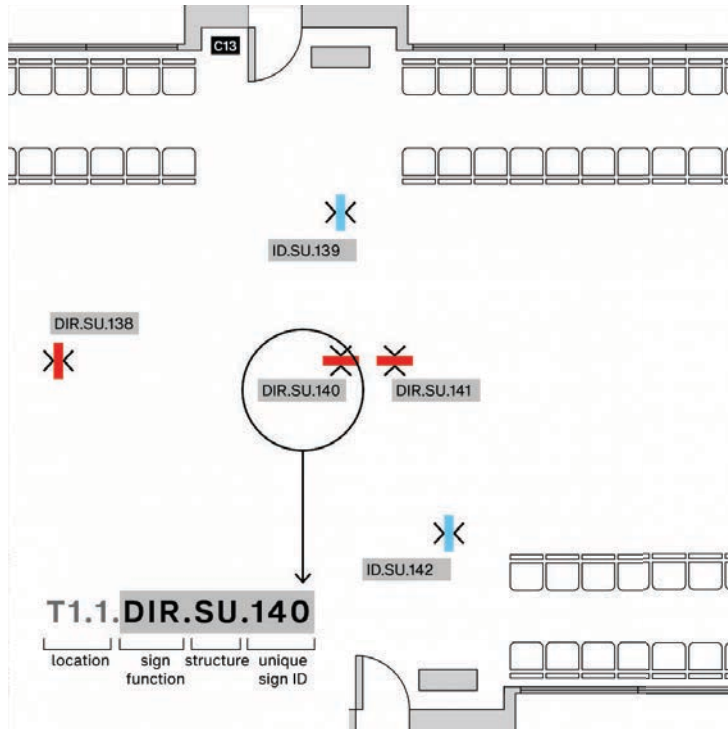 C13
ID.SU.139
DIR.SU.138
DIR.SU.140
DIR.SU.141
ID.SU.142
T1.1.DIR.SU.140
location sign function structure unique sign ID